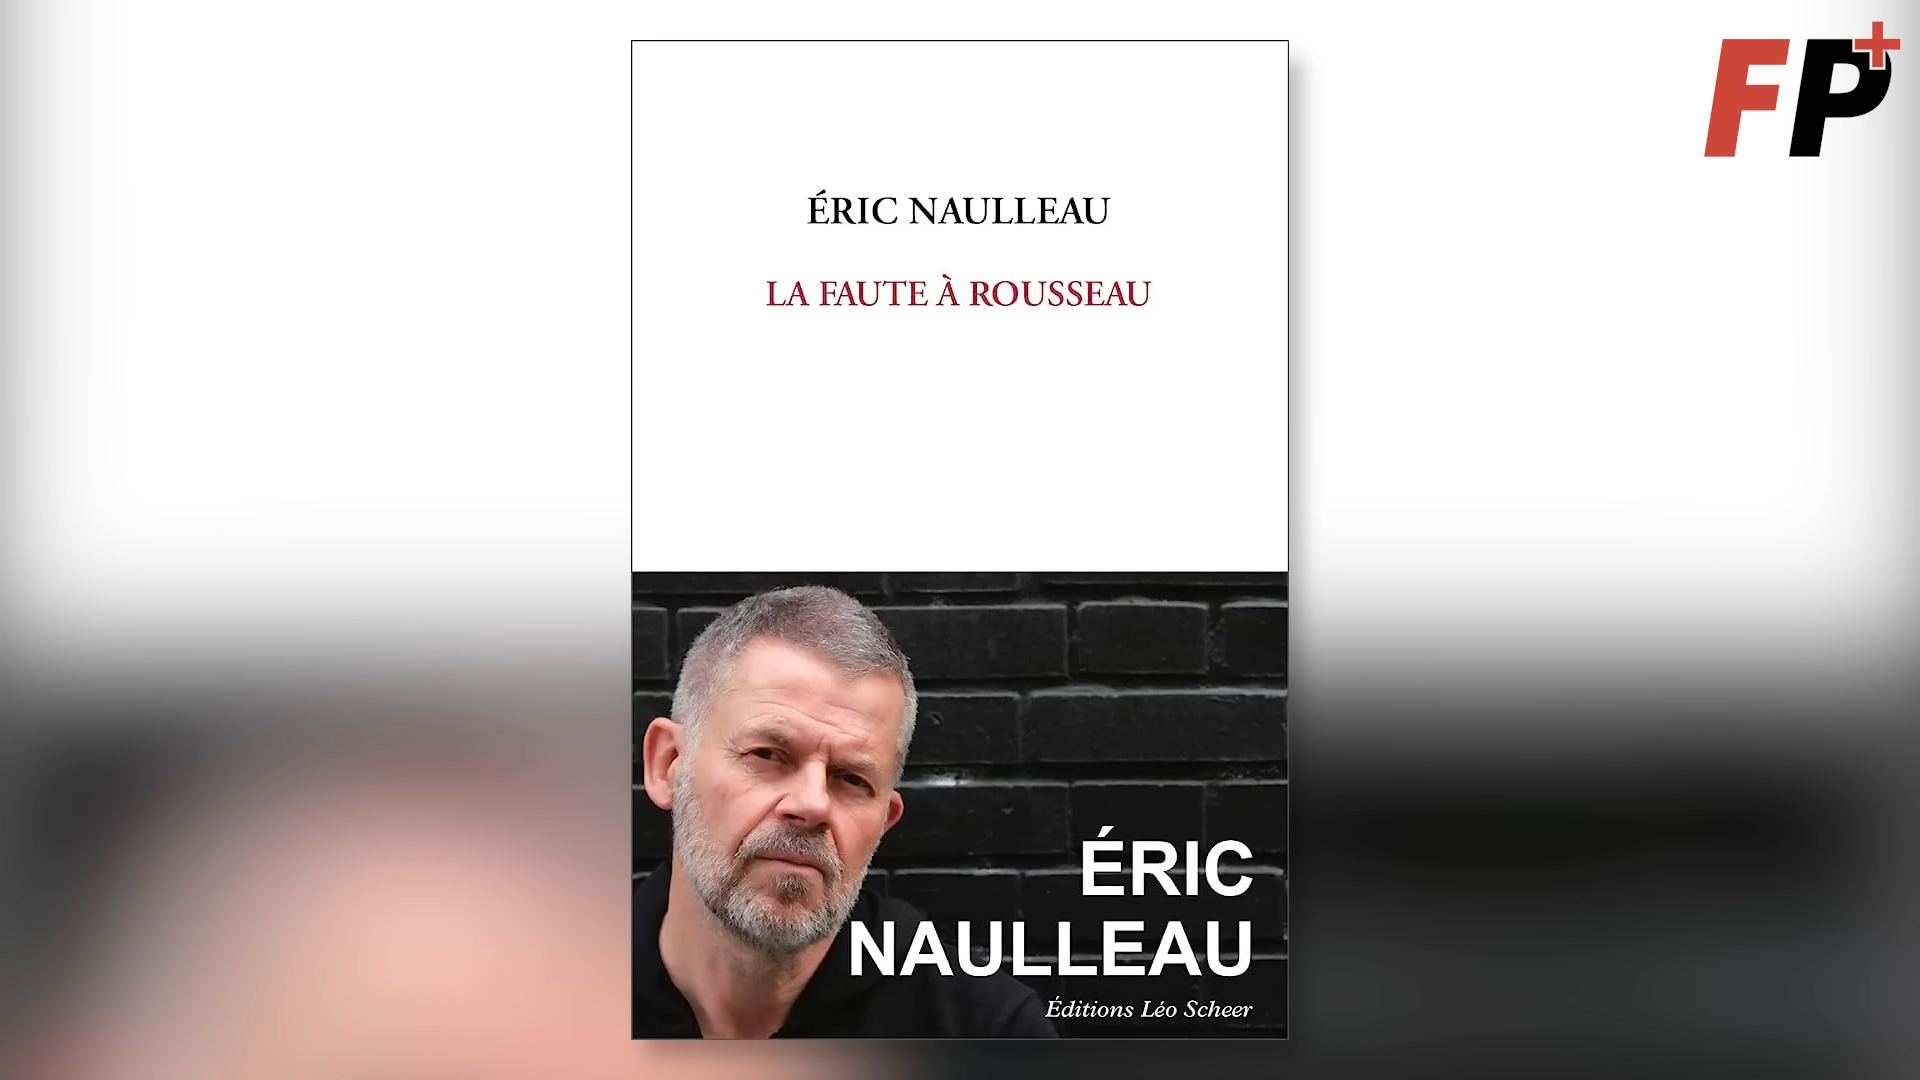 FP+
ÉRIC NAULLEAU
LA FAUTE À ROUSSEAU
ÉRIC
NAULLEAU
Éditions Léo Scheer